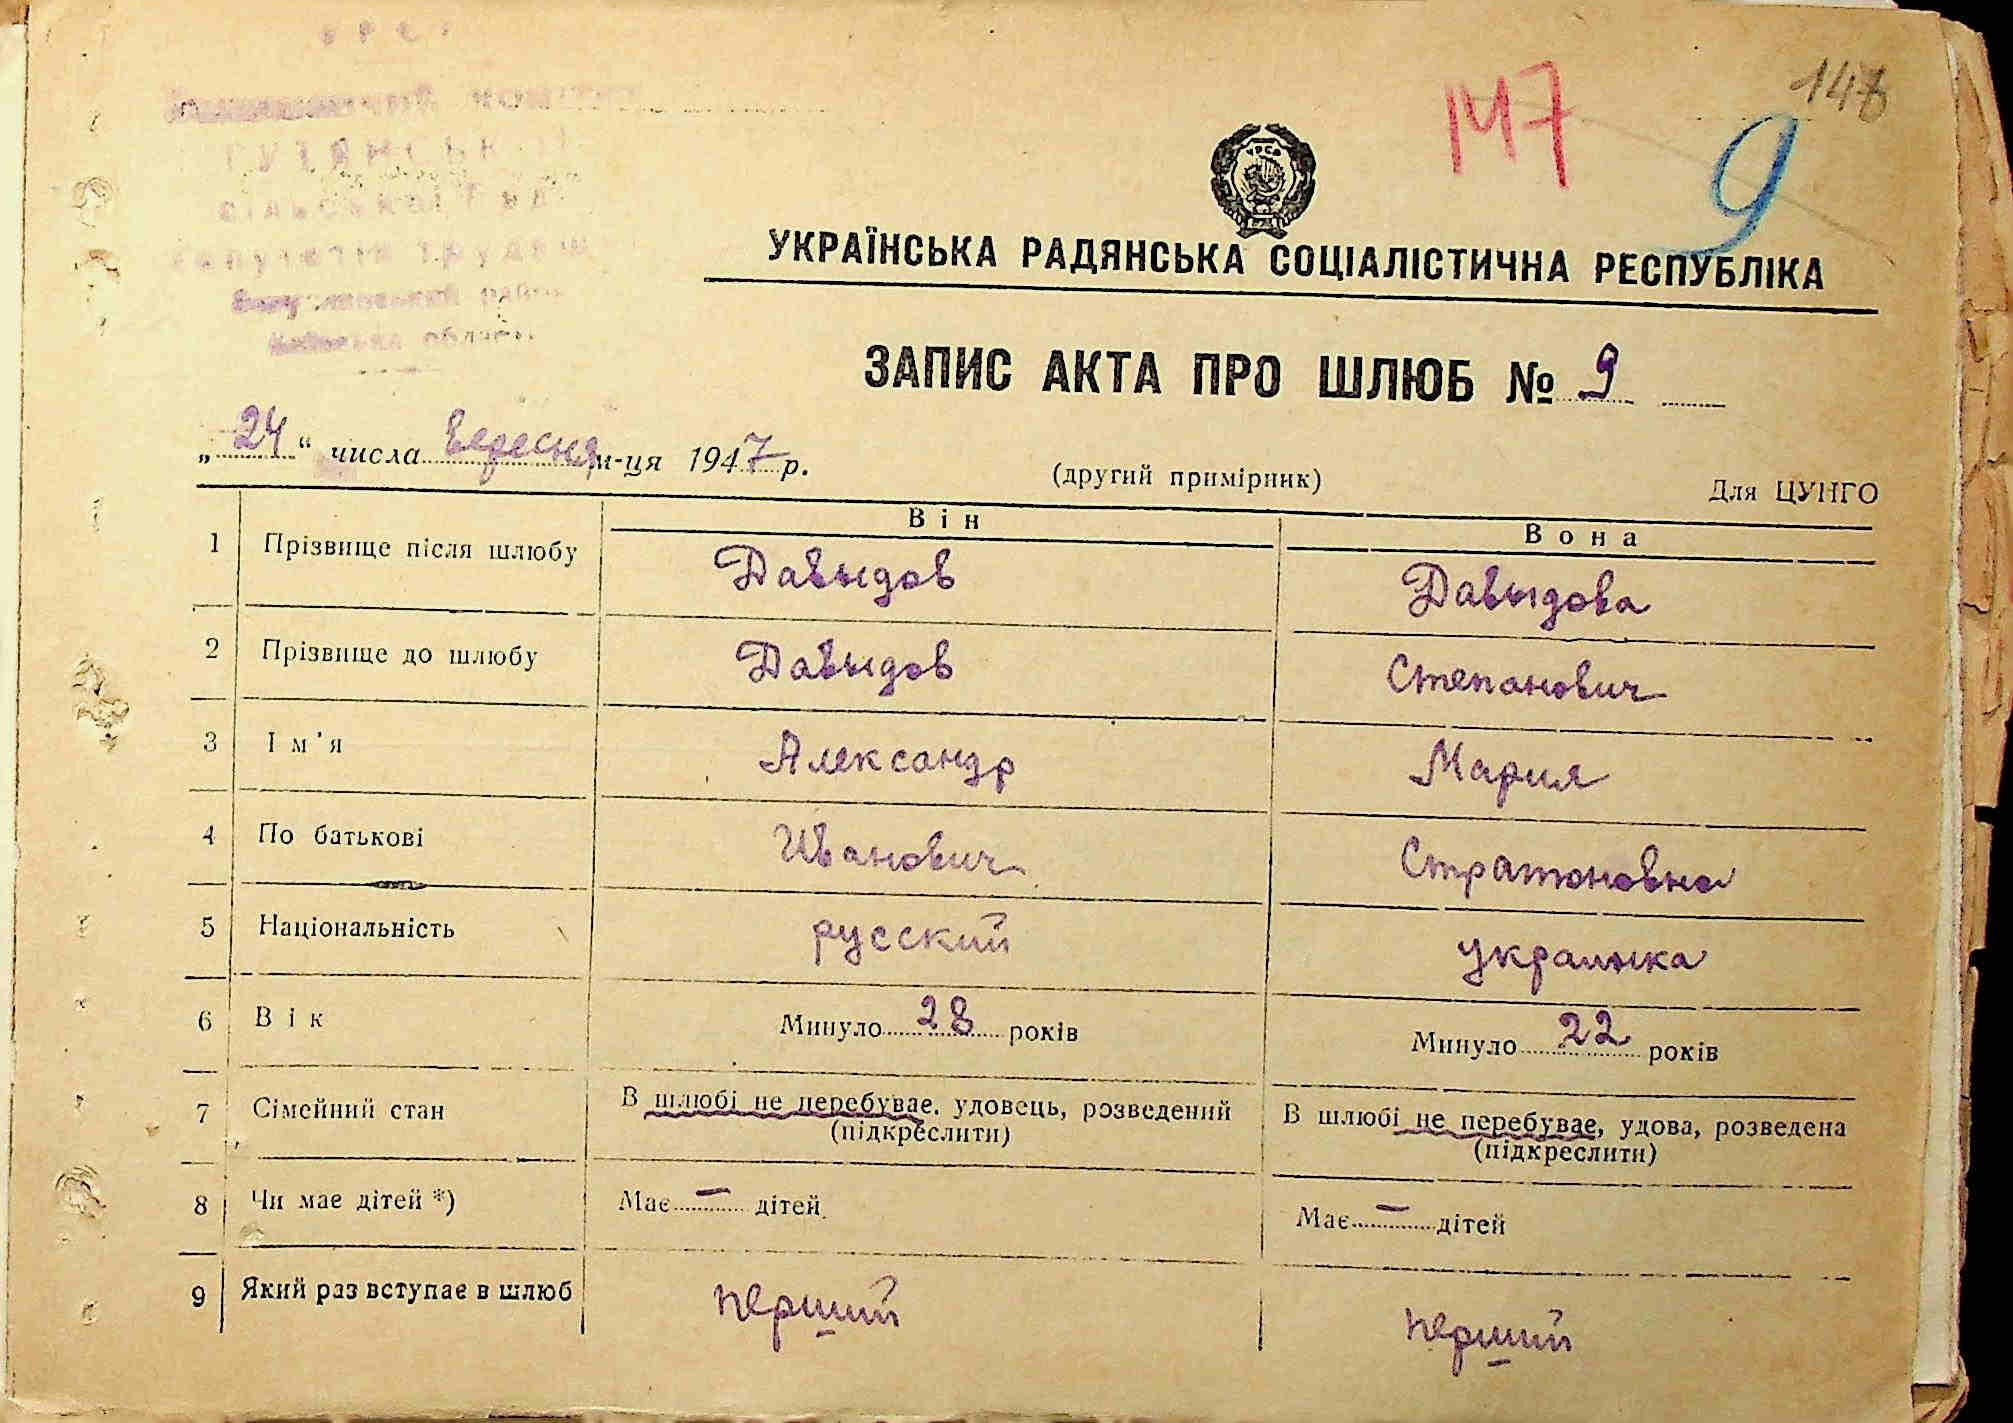 147
148
9
УРСР
УКРАЇНСЬКА РАДЯНСЬКА СОЦІАЛІСТИЧНА РЕСПУБЛІКА
ЗАПИС АКТА ПРО ШЛЮБ № 9
„24“ числа Вересня м-ця 1947 р.
(другий примірник)
Для ЦУНГО
Він
Вона
1 Прізвище після шлюбу Давыдов Давыдова
2 Прізвище до шлюбу Давыдов Степанович
3 Ім'я Александр Мария
4 По батькові Иванович Стратоновна
5 Національність русский украинка
6 Вік Минуло 28 років Минуло 22 років
7 Сімейний стан В шлюбі не перебуває, удовець, розведений В шлюбі не перебуває, удова, розведена
(підкреслити) (підкреслити)
8 Чи має дітей *) Має — дітей Має — дітей
9 Який раз вступає в шлюб перший перший